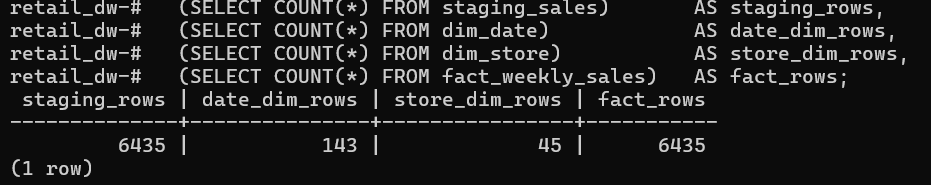 retail_dw-#   (SELECT COUNT(*) FROM staging_sales)       AS staging_rows,
retail_dw-#   (SELECT COUNT(*) FROM dim_date)            AS date_dim_rows,
retail_dw-#   (SELECT COUNT(*) FROM dim_store)           AS store_dim_rows,
retail_dw-#   (SELECT COUNT(*) FROM fact_weekly_sales)   AS fact_rows;
 staging_rows | date_dim_rows | store_dim_rows | fact_rows
--------------+---------------+----------------+-----------
         6435 |           143 |             45 |      6435
(1 row)